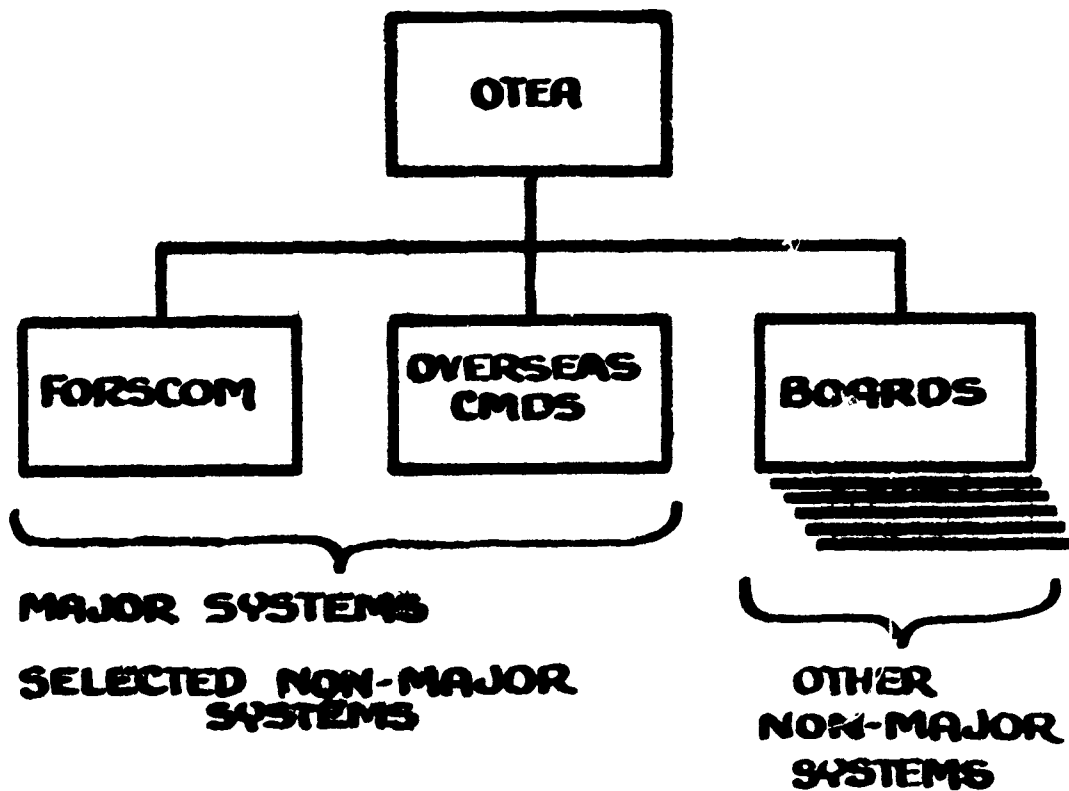 OTEA
FORSCOM
OVERSEAS
CMDS
BOARDS
MAJOR SYSTEMS
SELECTED NON-MAJOR
SYSTEMS
OTHER
NON-MAJOR
SYSTEMS